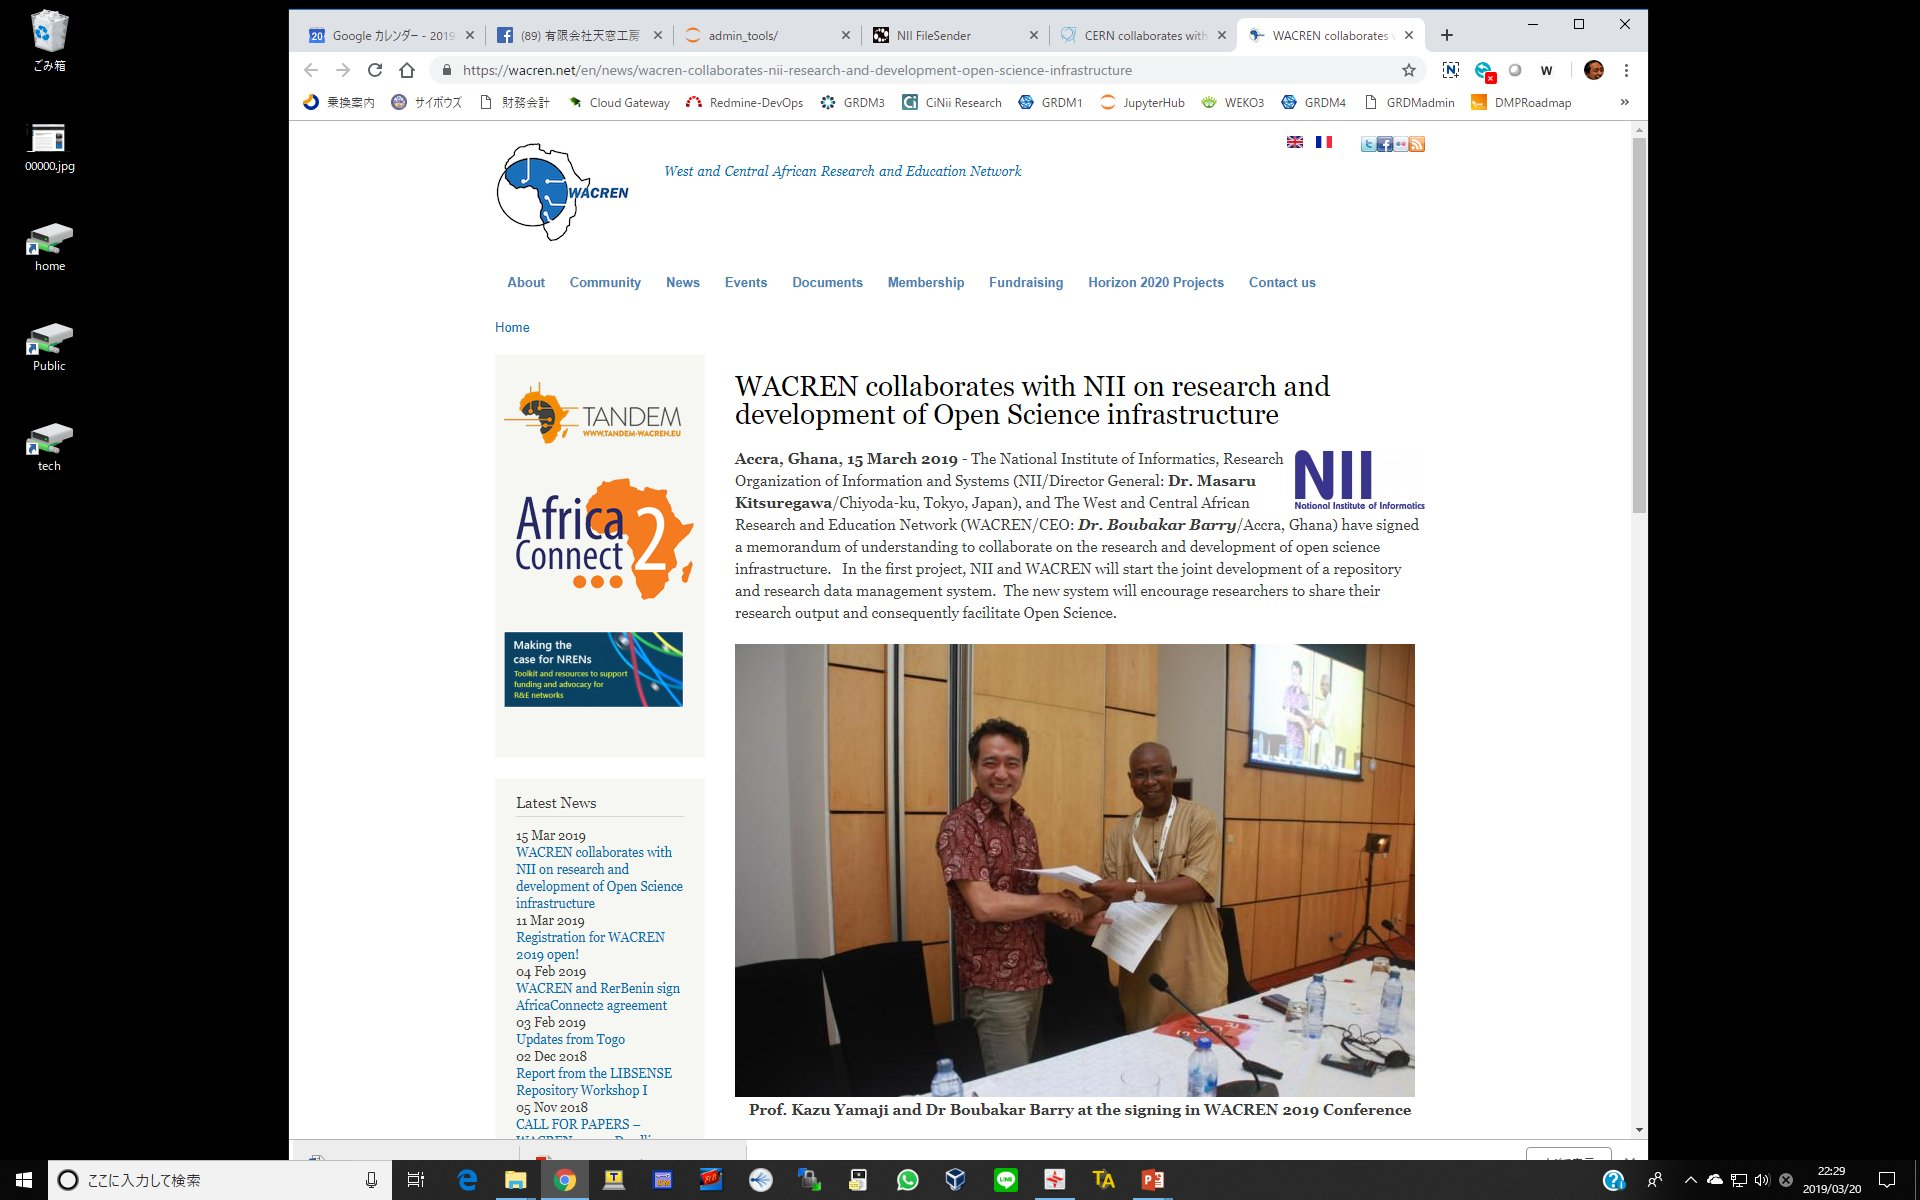 ごみ箱
00000.jpg
home
Public
tech
Google カレンダー - 2019
(89) 有限会社天窓工房
admin_tools/
NII FileSender
CERN collaborates with
WACREN collaborates
https://wacren.net/en/news/wacren-collaborates-nii-research-and-development-open-science-infrastructure
乗換案内
サイボウズ
財務会計
Cloud Gateway
Redmine-DevOps
GRDM3
CiNii Research
GRDM1
JupyterHub
WEKO3
GRDM4
GRDMadmin
DMPRoadmap
WACREN
West and Central African Research and Education Network
About Community News Events Documents Membership Fundraising Horizon 2020 Projects Contact us
Home
TANDEM
WWW.TANDEM-WACREN.EU
Africa
Connect 2
Making the
case for NRENs
Toolkit and resources to support
funding and advocacy for
R&E networks
Latest News
15 Mar 2019
WACREN collaborates with
NII on research and
development of Open Science
infrastructure
11 Mar 2019
Registration for WACREN
2019 open!
04 Feb 2019
WACREN and RerBenin sign
AfricaConnect2 agreement
03 Feb 2019
Updates from Togo
02 Dec 2018
Report from the LIBSENSE
Repository Workshop I
05 Nov 2018
CALL FOR PAPERS –
WACREN collaborates with NII on research and
development of Open Science infrastructure
Accra, Ghana, 15 March 2019 - The National Institute of Informatics, Research
Organization of Information and Systems (NII/Director General: Dr. Masaru
Kitsuregawa/Chiyoda-ku, Tokyo, Japan), and The West and Central African
Research and Education Network (WACREN/CEO: Dr. Boubakar Barry/Accra, Ghana) have signed
a memorandum of understanding to collaborate on the research and development of open science
infrastructure. In the first project, NII and WACREN will start the joint development of a repository
and research data management system. The new system will encourage researchers to share their
research output and consequently facilitate Open Science.
NII
National Institute of Informatics
Prof. Kazu Yamaji and Dr Boubakar Barry at the signing in WACREN 2019 Conference
ここに入力して検索
22:29
2019/03/20